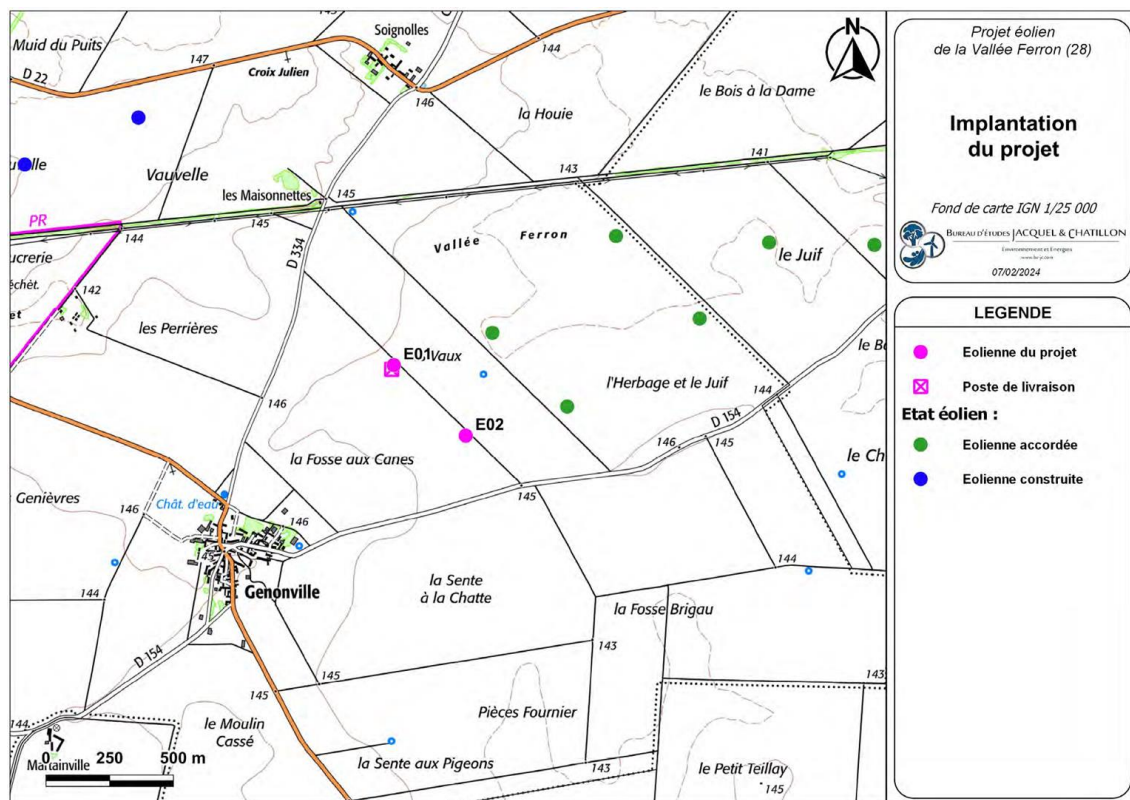 Muid du Puits
147
D 22
Croix Julien
Soignolles
144
146
la Houie
le Bois à la Dame
N
Vauvelle
les Maisonnettes
145
145
143
141
PR
144
D 334
Vallée Ferron
le Juif
142
les Perrières
E01
Vaux
l'Herbage et le Juif
146
E02
144
D 154
146
145
la Fosse aux Canes
145
Genièvres
146
Chât. d'eau
146
144
Genonville
144
la Sente
à la Chatte
la Fosse Brigau
143
D 154
145
145
143
144
le Moulin
Cassé
Pièces Fournier
Martainville
0 250 500 m
la Sente aux Pigeons
143
le Petit Teillay
145
Projet éolien
de la Vallée Ferron (28)
Implantation
du projet
Fond de carte IGN 1/25 000
BUREAU D'ÉTUDES JACQUEL & CHATILLON
Environnement et Energies
07/02/2024
LEGENDE
Eolienne du projet
Poste de livraison
Etat éolien :
Eolienne accordée
Eolienne construite